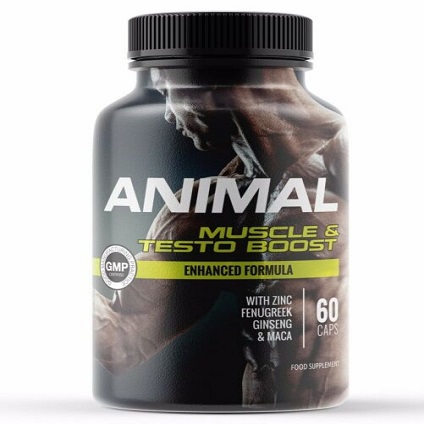 ANIMAL
MUSCLE &
TESTO BOOST
ENHANCED FORMULA
GMP
WITH ZINC
FENUGREEK
GINSENG
& MACA
60
CAPS
FOOD SUPPLEMENT